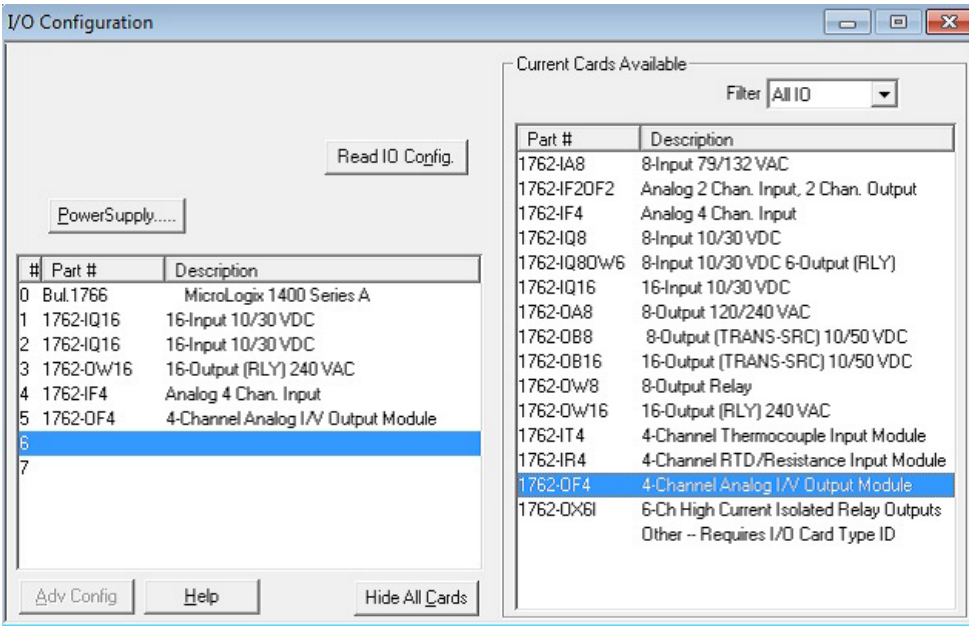 I/O Configuration
Read IO Config.
PowerSupply.....
# Part # Description
0 Bul.1766 MicroLogix 1400 Series A
1 1762-IQ16 16-Input 10/30 VDC
2 1762-IQ16 16-Input 10/30 VDC
3 1762-OW16 16-Output (RLY) 240 VAC
4 1762-IF4 Analog 4 Chan. Input
5 1762-OF4 4-Channel Analog I/V Output Module
6
7
Adv Config Help Hide All Cards
Current Cards Available
Filter All IO
Part # Description
1762-IA8 8-Input 79/132 VAC
1762-IF2OF2 Analog 2 Chan. Input, 2 Chan. Output
1762-IF4 Analog 4 Chan. Input
1762-IQ8 8-Input 10/30 VDC
1762-IQ8OW6 8-Input 10/30 VDC 6-Output (RLY)
1762-IQ16 16-Input 10/30 VDC
1762-OA8 8-Output 120/240 VAC
1762-OB8 8-Output (TRANS-SRC) 10/50 VDC
1762-OB16 16-Output (TRANS-SRC) 10/50 VDC
1762-OW8 8-Output Relay
1762-OW16 16-Output (RLY) 240 VAC
1762-IT4 4-Channel Thermocouple Input Module
1762-IR4 4-Channel RTD/Resistance Input Module
1762-OF4 4-Channel Analog I/V Output Module
1762-OX6I 6-Ch High Current Isolated Relay Outputs
Other -- Requires I/O Card Type ID